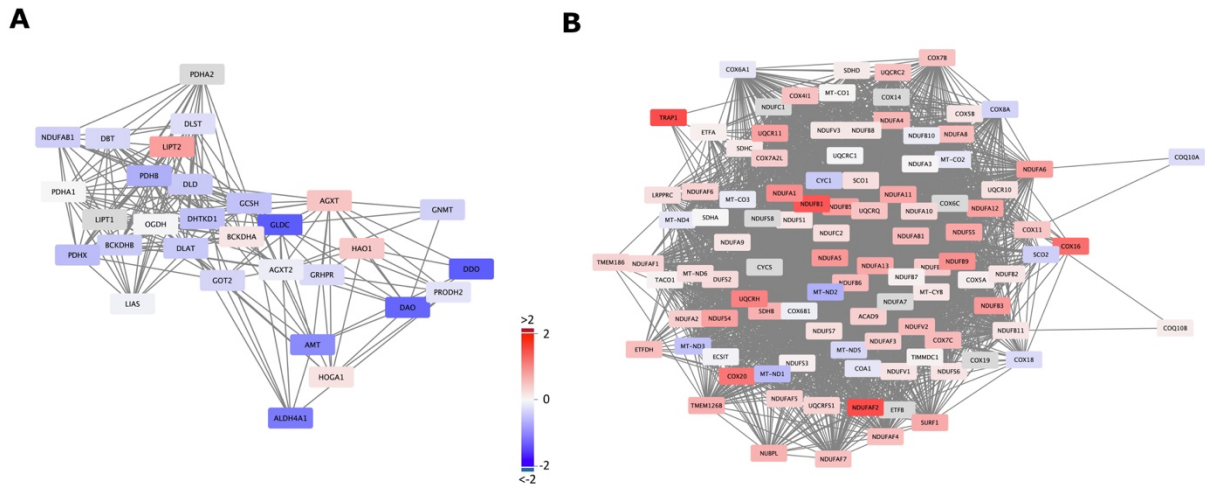 A
PDHA2
NDUFAB1
DBT
DLST
LIPT2
PDHB
PDHA1
DLD
GCSH
AGXT
GNMT
LIPT1
OGDH
DHTKD1
GLDC
BCKDHA
HAO1
PDHX
BCKDHB
DLAT
AGXT2
GRHPR
DDO
GOT2
PRODH2
LIAS
DAO
AMT
HOGA1
ALDH4A1
>2
2
0
-2
<-2
B
COX6A1
SDHD
UQCRC2
COX7B
NDUFC1
COX4I1
MT-CO1
COX14
COX5B
COX8A
TRAP1
ETFA
UQCR11
NDUFV3
NDUFB8
NDUFA4
NDUFB10
NDUFA8
SDHC
COX7A2L
UQCRC1
NDUFA3
MT-CO2
COQ10A
NDUFA6
LRPPRC
NDUFAF6
CYC1
SCO1
UQCR10
NDUFA1
NDUFA11
MT-CO3
NDUFB1
NDUFB5
UQCRQ
COX6C
NDUFA12
MT-ND4
SDHA
NDUFS8
NDUFS1
NDUFA10
COX11
NDUFA9
NDUFC2
NDUFAB1
NDUFS5
COX16
SCO2
TMEM186
NDUFAF1
CYCS
NDUFA5
NDUFA13
NDUFB9
TACO1
MT-ND6
DUFS2
NDUFB6
NDUFB7
COX5A
NDUFB2
MT-ND2
MT-CYB
UQCRH
NDUFA7
NDUFB3
NDUFA2
NDUFS4
SDHB
COX6B1
ACAD9
NDUFS7
NDUFV2
NDUFB11
COQ10B
ETFDH
MT-ND3
ECSIT
NDUFS3
MT-ND5
NDUFAF3
COX7C
TIMMDC1
COX19
COX18
COX20
MT-ND1
COA1
NDUFV1
NDUFS6
TMEM126B
NDUFAF5
UQCRFS1
NDUFAF2
ETFB
SURF1
NDUFAF4
NUBPL
NDUFAF7